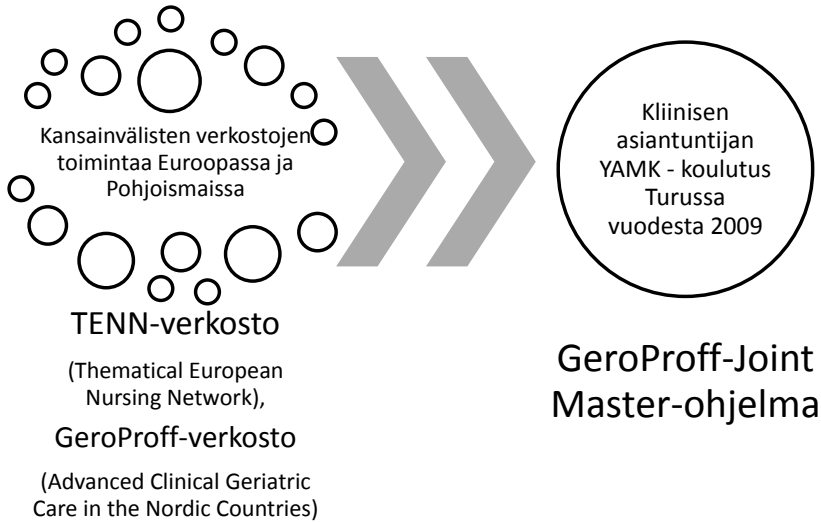 Kansainvälisten verkostojen
toimintaa Euroopassa ja
Pohjoismaissa
TENN-verkosto
(Thematical European
Nursing Network),
GeroProff-verkosto
(Advanced Clinical Geriatric
Care in the Nordic Countries)
Kliinisen
asiantuntijan
YAMK - koulutus
Turussa
vuodesta 2009
GeroProff-Joint
Master-ohjelma